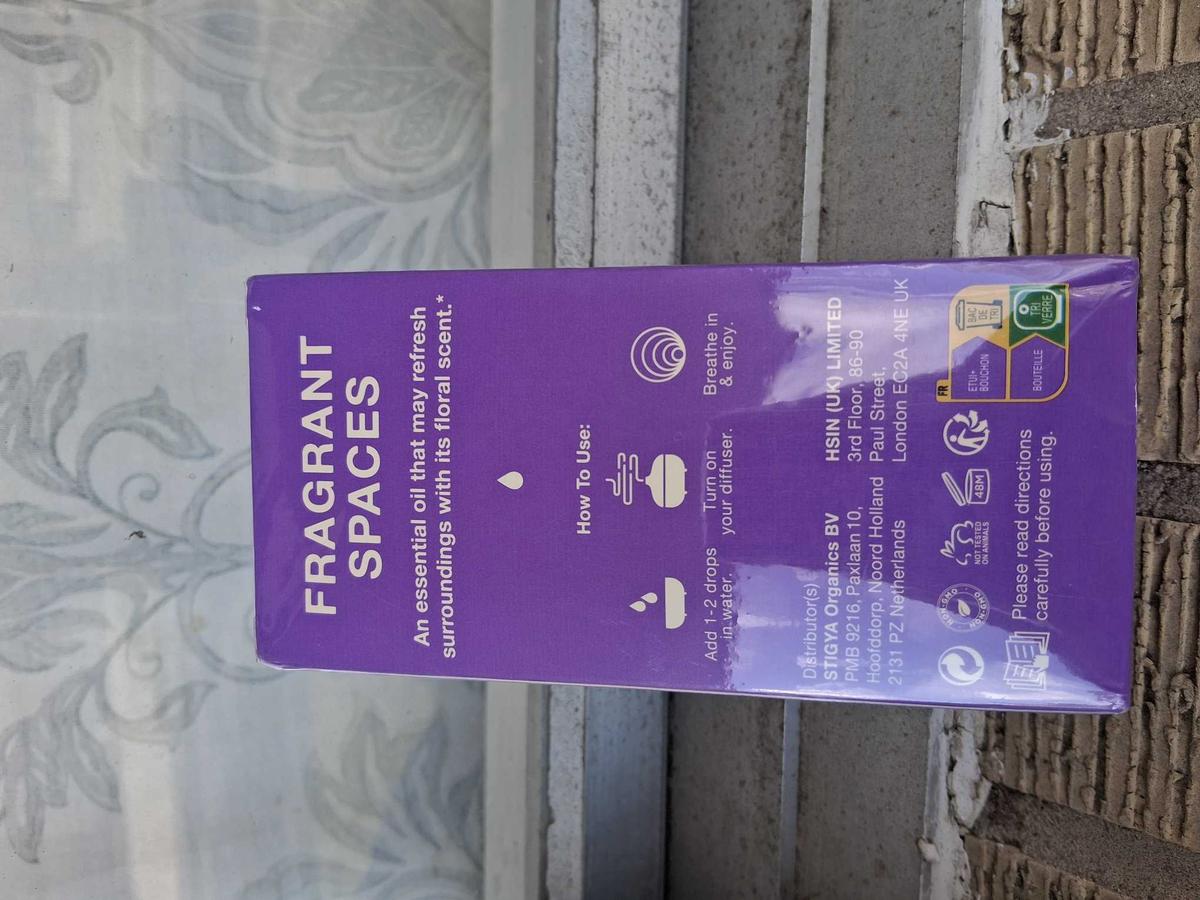 FRAGRANT
SPACES
An essential oil that may refresh
surroundings with its floral scent.*
How To Use:
Add 1-2 drops
in water.
Turn on
your diffuser.
Breathe in
& enjoy.
Distributor(s)
STIGYA Organics BV
PMB 9216, Paxlaan 10,
Hoofddorp, Noord Holland
2131 PZ Netherlands
HSIN (UK) LIMITED
3rd Floor, 86-90
Paul Street,
London EC2A 4NE UK
NON-GMO
NON-GMO
NOT TESTED
ON ANIMALS
48M
FR
ETUI+
BOUCHON
BAC
DE
TRI
BOUTEILLE
TRI
VERRE
Please read directions
carefully before using.